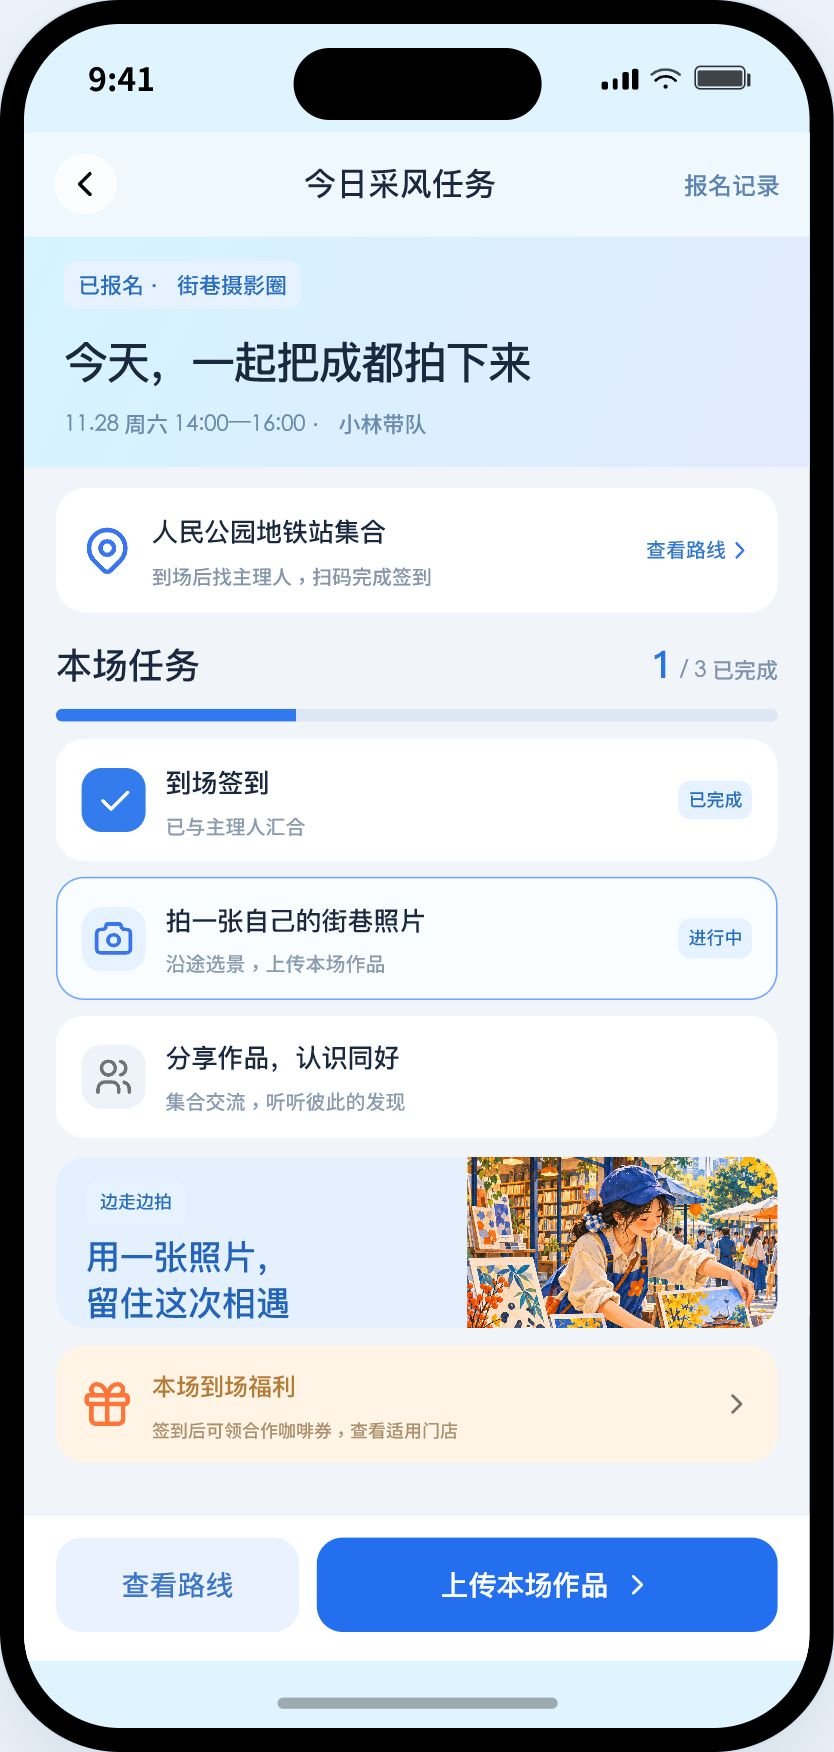 9:41
今日采风任务
报名记录
已报名 · 街巷摄影圈
今天，一起把成都拍下来
11.28 周六 14:00—16:00 · 小林带队
人民公园地铁站集合
到场后找主理人，扫码完成签到
查看路线
本场任务
1 / 3 已完成
到场签到
已与主理人汇合
已完成
拍一张自己的街巷照片
沿途选景，上传本场作品
进行中
分享作品，认识同好
集合交流，听听彼此的发现
边走边拍
用一张照片，
留住这次相遇
本场到场福利
签到后可领合作咖啡券，查看适用门店
查看路线
上传本场作品